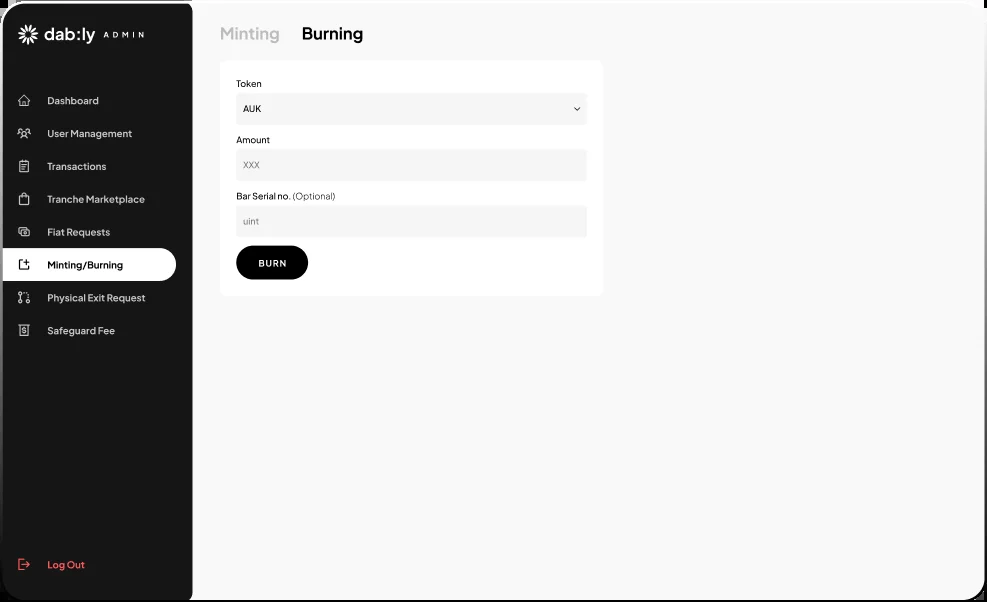 dab:ly ADMIN
Dashboard
User Management
Transactions
Tranche Marketplace
Fiat Requests
Minting/Burning
Physical Exit Request
Safeguard Fee
Log Out
Minting Burning
Token
AUK
Amount
XXX
Bar Serial no. (Optional)
uint
BURN